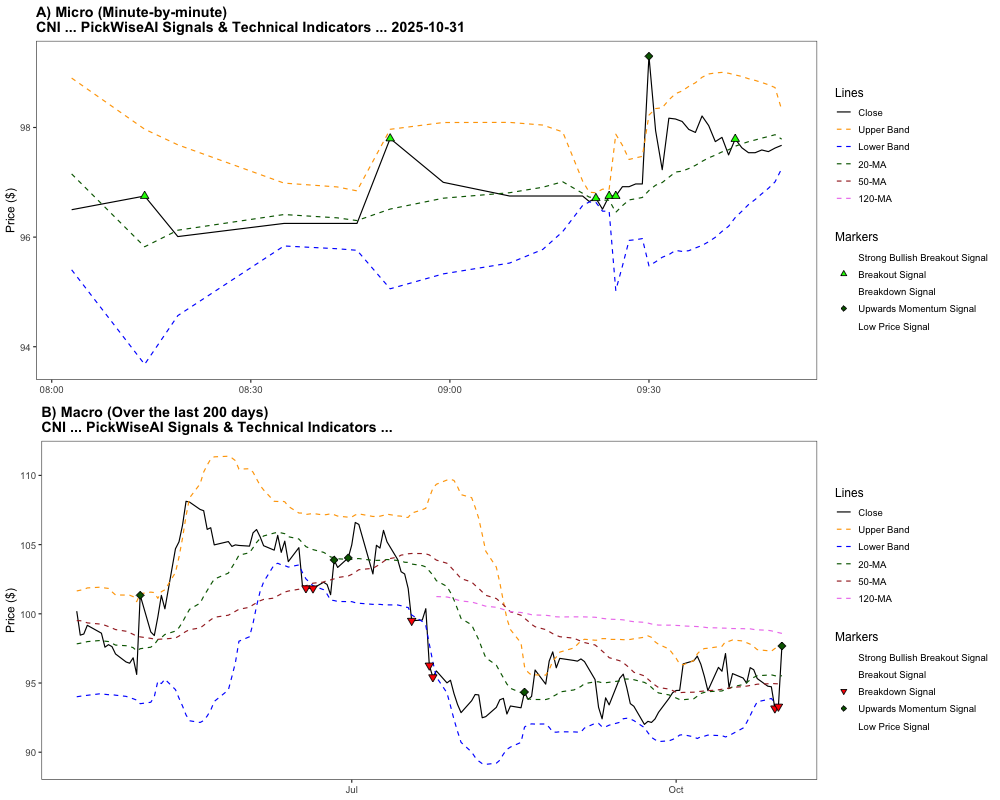 A) Micro (Minute-by-minute)
CNI ... PickWiseAI Signals & Technical Indicators ... 2025-10-31
Price ($)
98
96
94
08:00
08:30
09:00
09:30
Lines
Close
Upper Band
Lower Band
20-MA
50-MA
120-MA
Markers
Strong Bullish Breakout Signal
Breakout Signal
Breakdown Signal
Upwards Momentum Signal
Low Price Signal
B) Macro (Over the last 200 days)
CNI ... PickWiseAI Signals & Technical Indicators ...
Price ($)
110
105
100
95
90
Jul
Oct
Lines
Close
Upper Band
Lower Band
20-MA
50-MA
120-MA
Markers
Strong Bullish Breakout Signal
Breakout Signal
Breakdown Signal
Upwards Momentum Signal
Low Price Signal